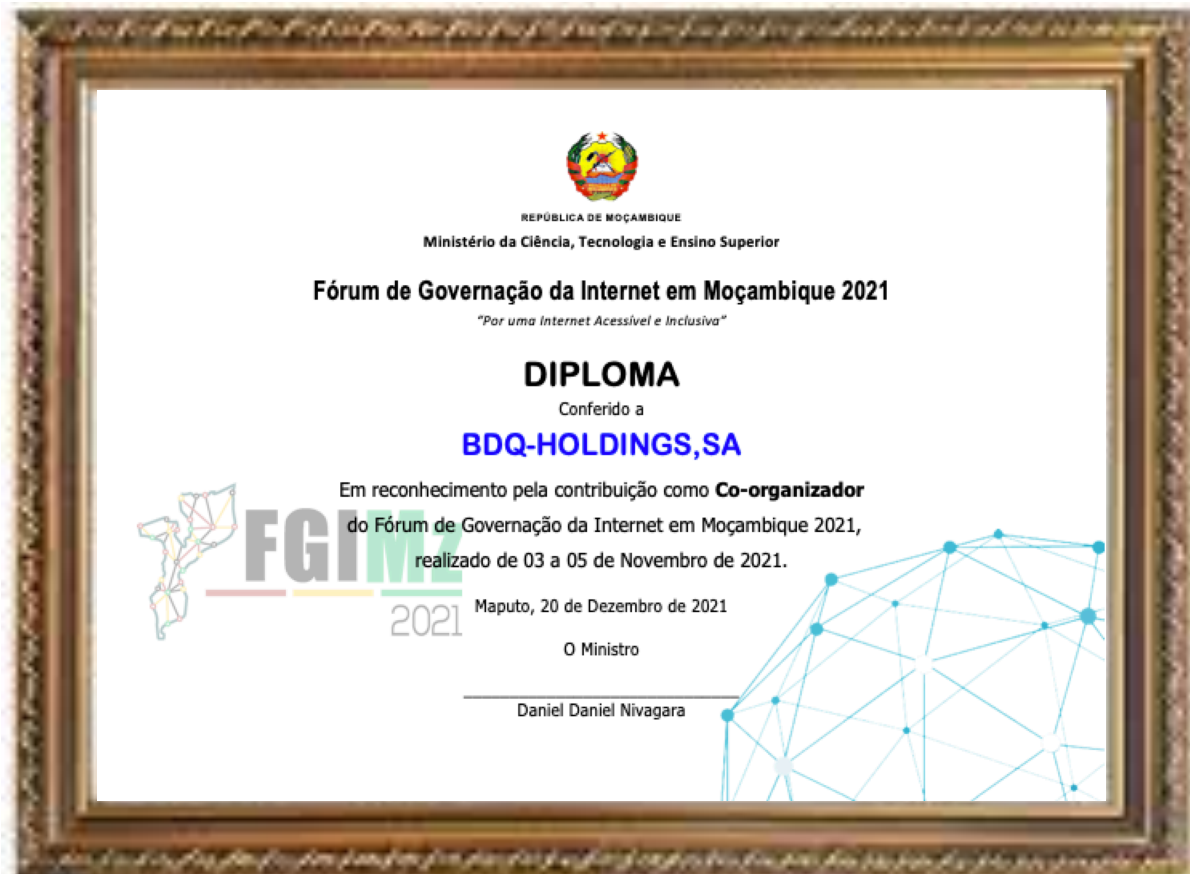 REPÚBLICA DE MOÇAMBIQUE
Ministério da Ciência, Tecnologia e Ensino Superior
Fórum de Governação da Internet em Moçambique 2021
“Por uma Internet Acessível e Inclusiva”
DIPLOMA
Conferido a
BDQ-HOLDINGS,SA
Em reconhecimento pela contribuição como Co-organizador
do Fórum de Governação da Internet em Moçambique 2021,
realizado de 03 a 05 de Novembro de 2021.
FGIMz
2021
Maputo, 20 de Dezembro de 2021
O Ministro
Daniel Daniel Nivagara